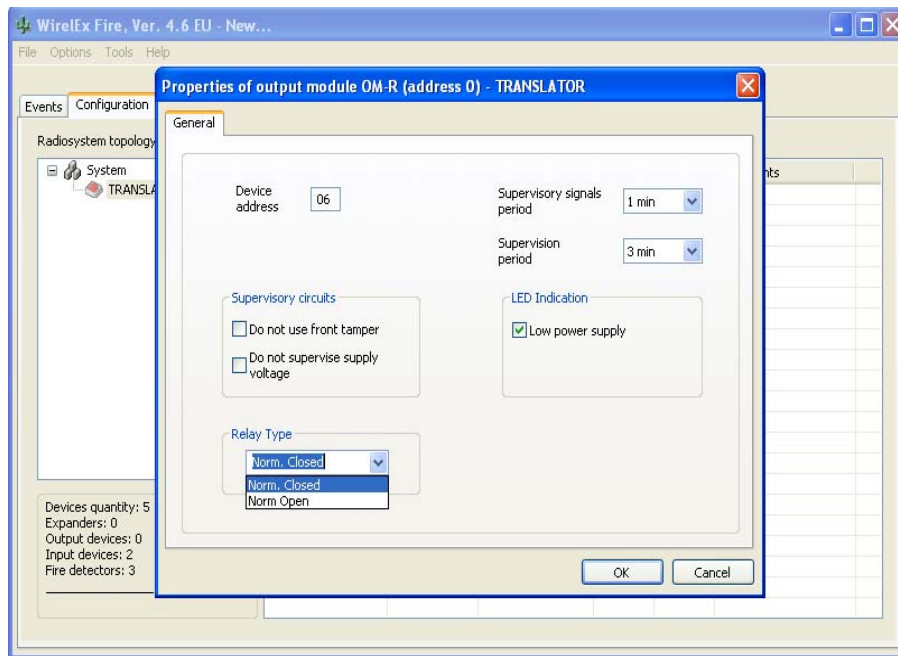 WirelEx Fire, Ver. 4.6 EU - New...
File Options Tools Help
Properties of output module OM-R (address 0) - TRANSLATOR
Events Configuration
General
Radiosystem topology
System
TRANSLA
nts
Device address
06
Supervisory signals period
1 min
Supervision period
3 min
Supervisory circuits
Do not use front tamper
Do not supervise supply voltage
LED Indication
Low power supply
Relay Type
Norm. Closed
Norm. Closed
Norm Open
Devices quantity: 5
Expanders: 0
Output devices: 0
Input devices: 2
Fire detectors: 3
OK Cancel